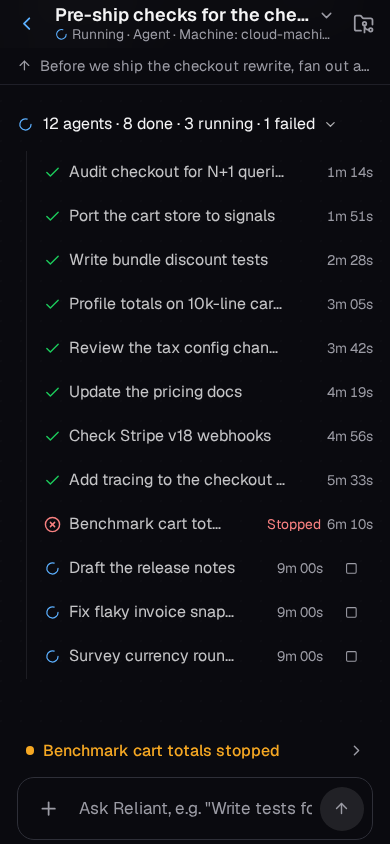 Pre-ship checks for the che...
Running · Agent · Machine: cloud-machi...
Before we ship the checkout rewrite, fan out a...
12 agents · 8 done · 3 running · 1 failed
Audit checkout for N+1 queri... 1m 14s
Port the cart store to signals 1m 51s
Write bundle discount tests 2m 28s
Profile totals on 10k-line car... 3m 05s
Review the tax config chan... 3m 42s
Update the pricing docs 4m 19s
Check Stripe v18 webhooks 4m 56s
Add tracing to the checkout ... 5m 33s
Benchmark cart tot... Stopped 6m 10s
Draft the release notes 9m 00s
Fix flaky invoice snap... 9m 00s
Survey currency roun... 9m 00s
Benchmark cart totals stopped
Ask Reliant, e.g. "Write tests fo